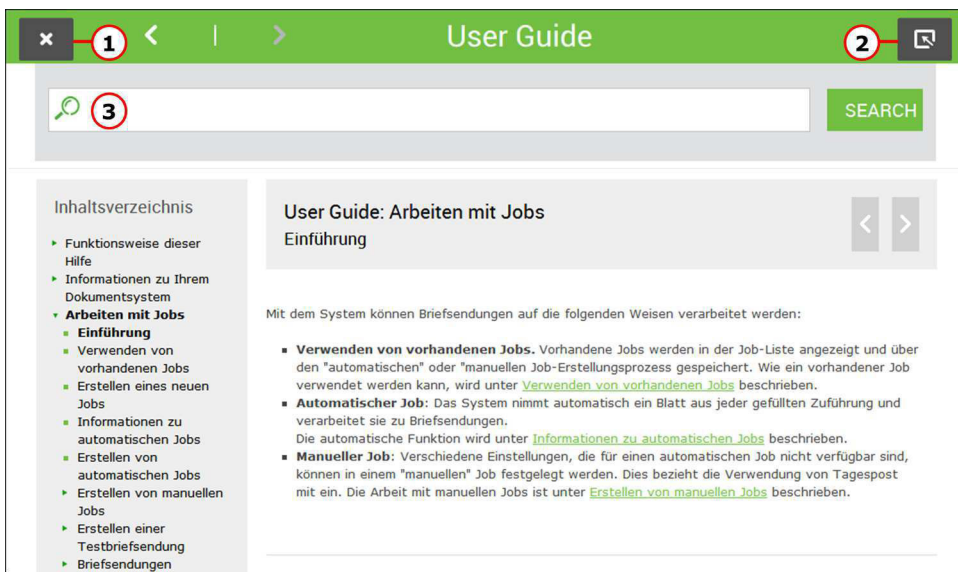 1
User Guide
2
3
SEARCH
Inhaltsverzeichnis
Funktionsweise dieser
Hilfe
Informationen zu Ihrem
Dokumentsystem
Arbeiten mit Jobs
Einführung
Verwenden von
vorhandenen Jobs
Erstellen eines neuen
Jobs
Informationen zu
automatischen Jobs
Erstellen von
automatischen Jobs
Erstellen von manuellen
Jobs
Erstellen einer
Testbriefsendung
Briefsendungen
User Guide: Arbeiten mit Jobs
Einführung
Mit dem System können Briefsendungen auf die folgenden Weisen verarbeitet werden:
Verwenden von vorhandenen Jobs. Vorhandene Jobs werden in der Job-Liste angezeigt und über
den "automatischen" oder "manuellen Job-Erstellungsprozess gespeichert. Wie ein vorhandener Job
verwendet werden kann, wird unter Verwenden von vorhandenen Jobs beschrieben.
Automatischer Job: Das System nimmt automatisch ein Blatt aus jeder gefüllten Zuführung und
verarbeitet sie zu Briefsendungen.
Die automatische Funktion wird unter Informationen zu automatischen Jobs beschrieben.
Manueller Job: Verschiedene Einstellungen, die für einen automatischen Job nicht verfügbar sind,
können in einem "manuellen" Job festgelegt werden. Dies bezieht die Verwendung von Tagespost
mit ein. Die Arbeit mit manuellen Jobs ist unter Erstellen von manuellen Jobs beschrieben.